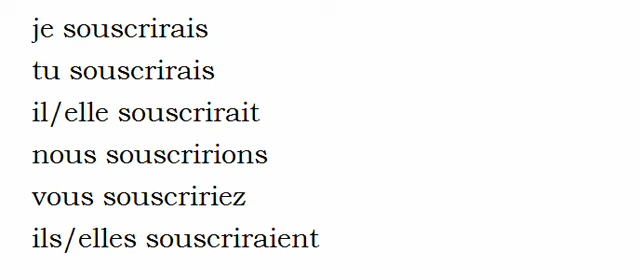 je souscrirais
tu souscrirais
il/elle souscrirait
nous souscririons
vous souscririez
ils/elles souscriraient